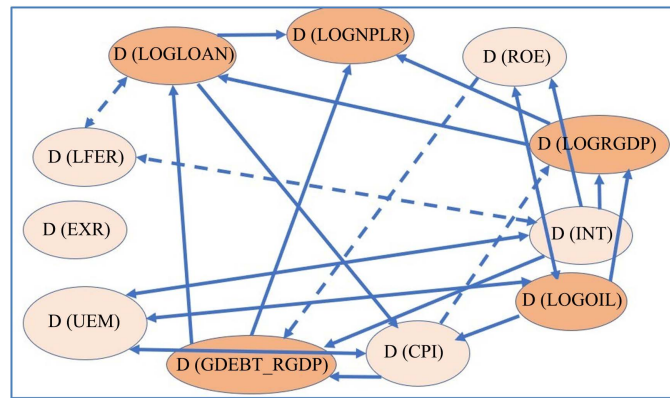 D (LOGNPLR)
D (LOGLOAN)
D (ROE)
D (LOGRGDP)
D (LFER)
D (EXR)
D (INT)
D (LOGOIL)
D (UEM)
D (CPI)
D (GDEBT_RGDP)